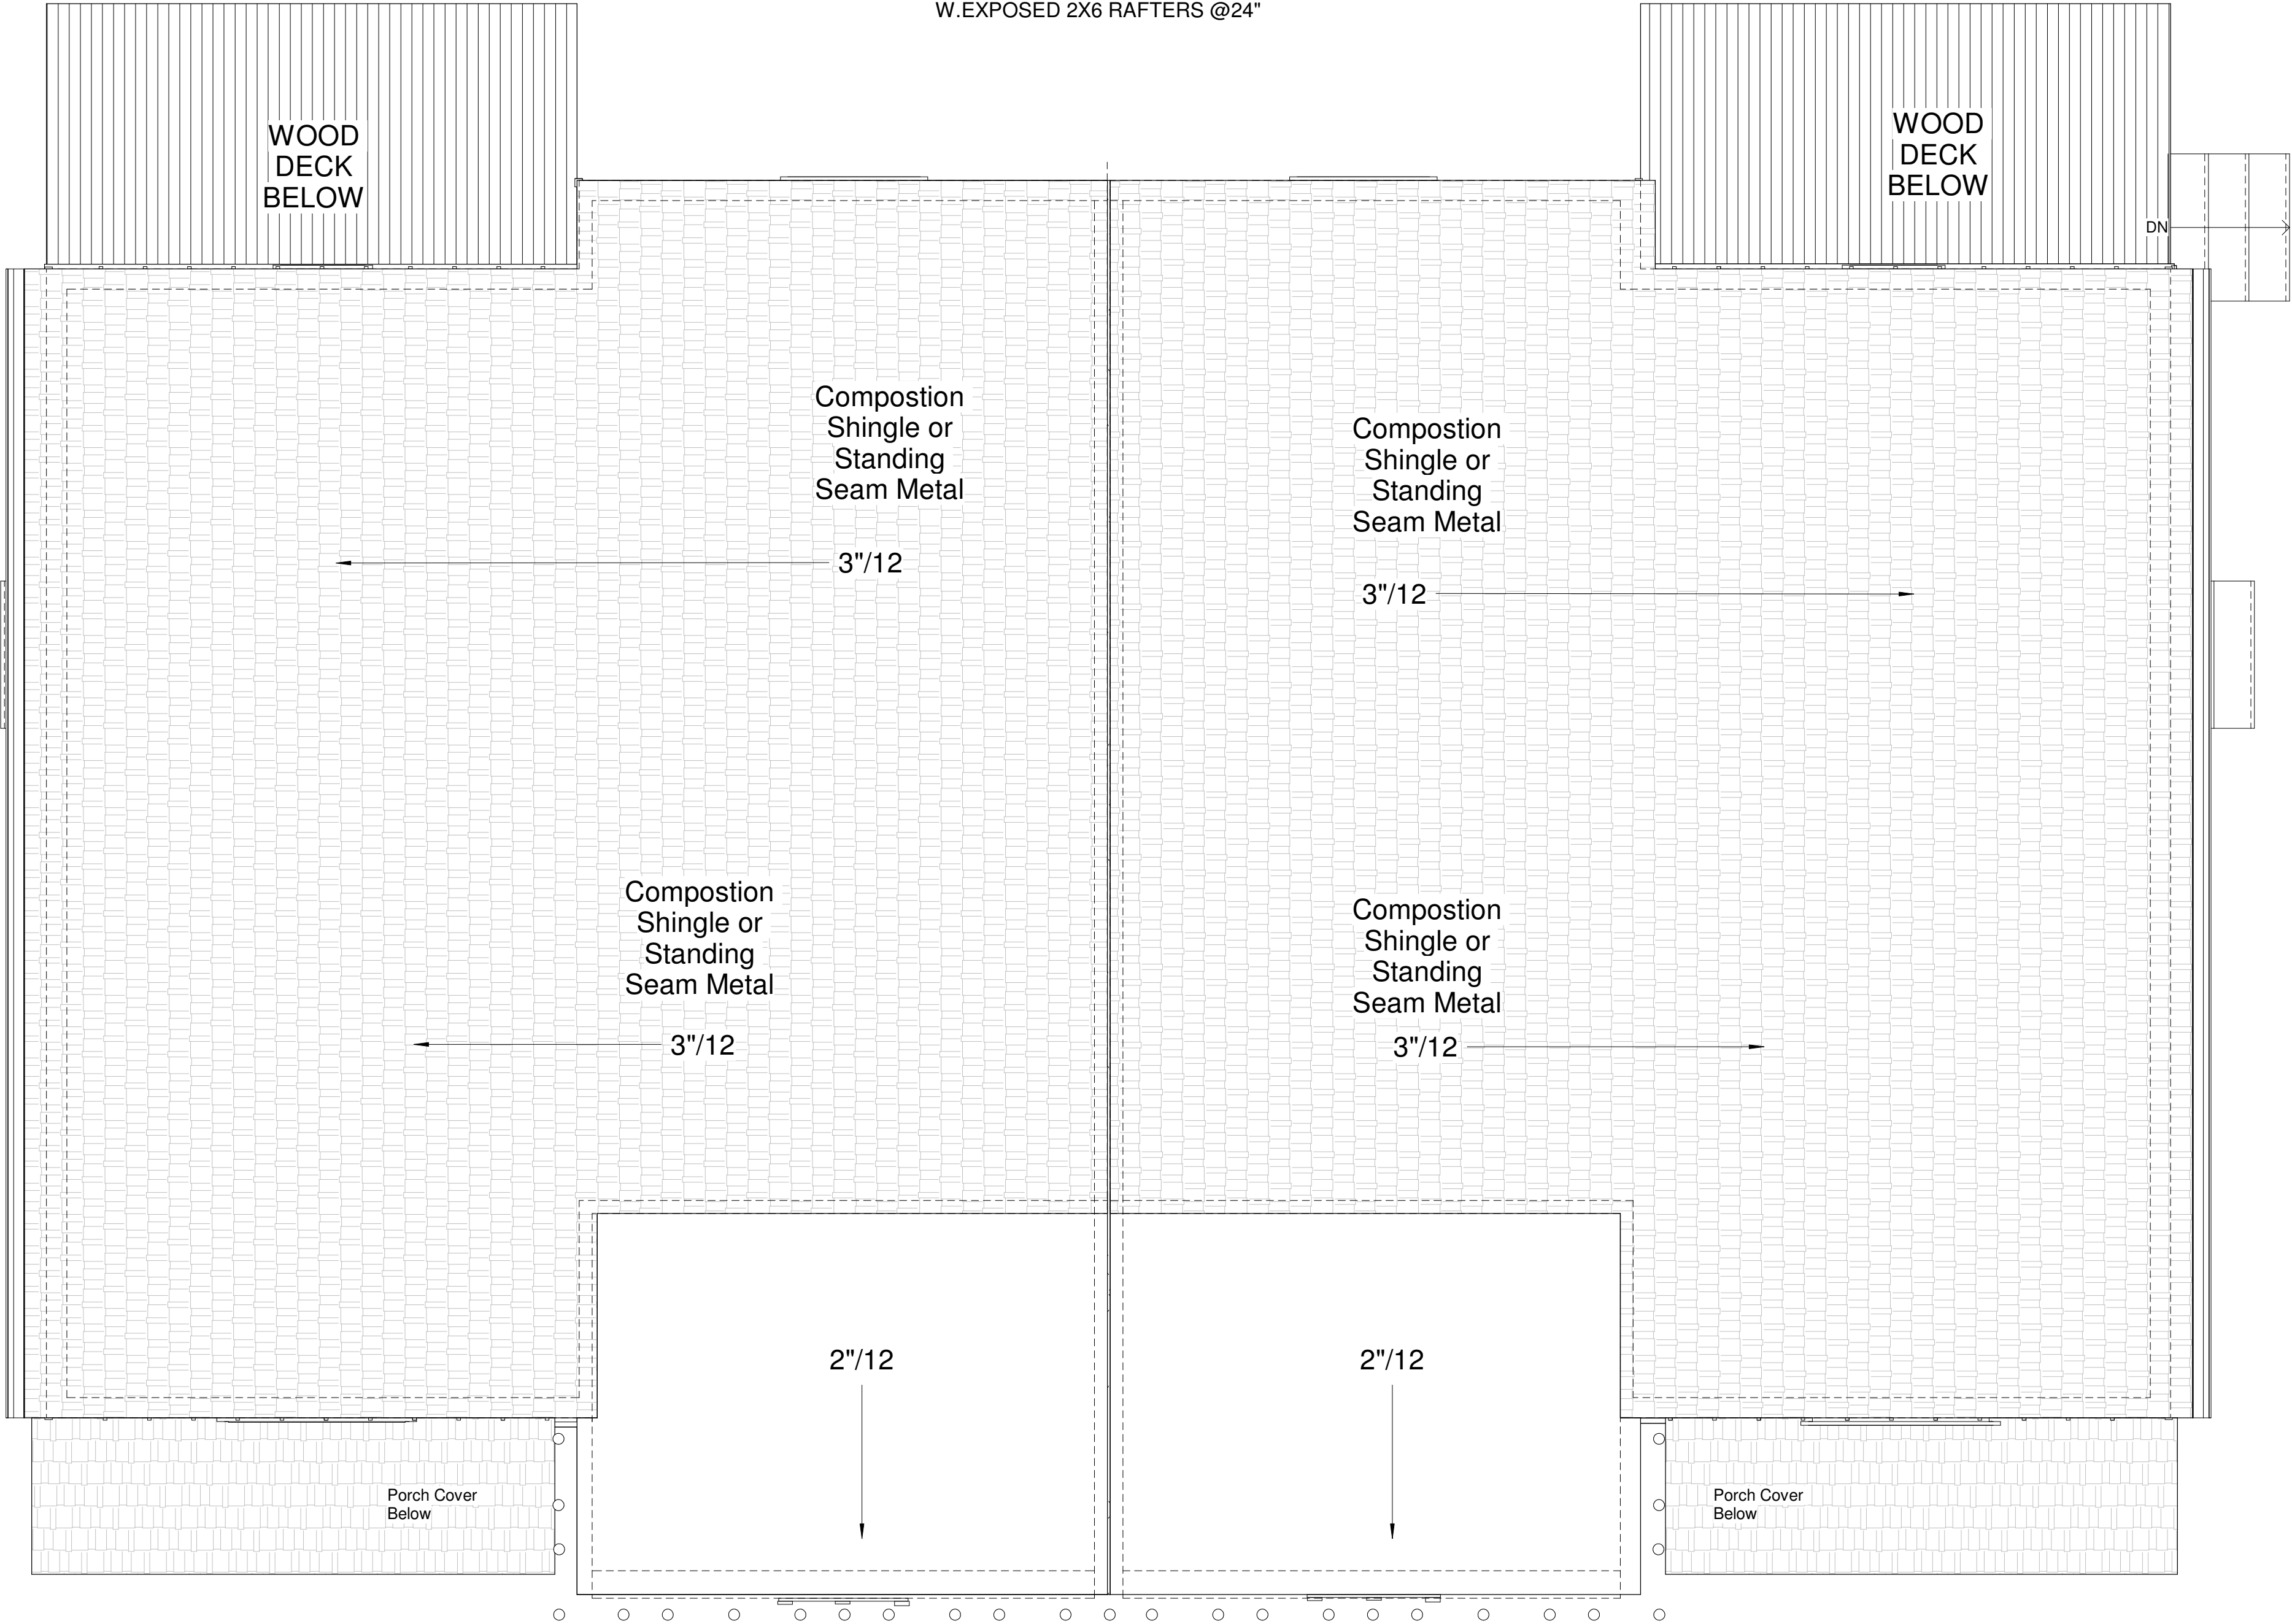 W.EXPOSED 2X6 RAFTERS @24"
WOOD
DECK
BELOW
WOOD
DECK
BELOW
DN
Compostion
Shingle or
Standing
Seam Metal
3"/12
Compostion
Shingle or
Standing
Seam Metal
3"/12
Compostion
Shingle or
Standing
Seam Metal
3"/12
Compostion
Shingle or
Standing
Seam Metal
3"/12
2"/12
2"/12
Porch Cover
Below
Porch Cover
Below